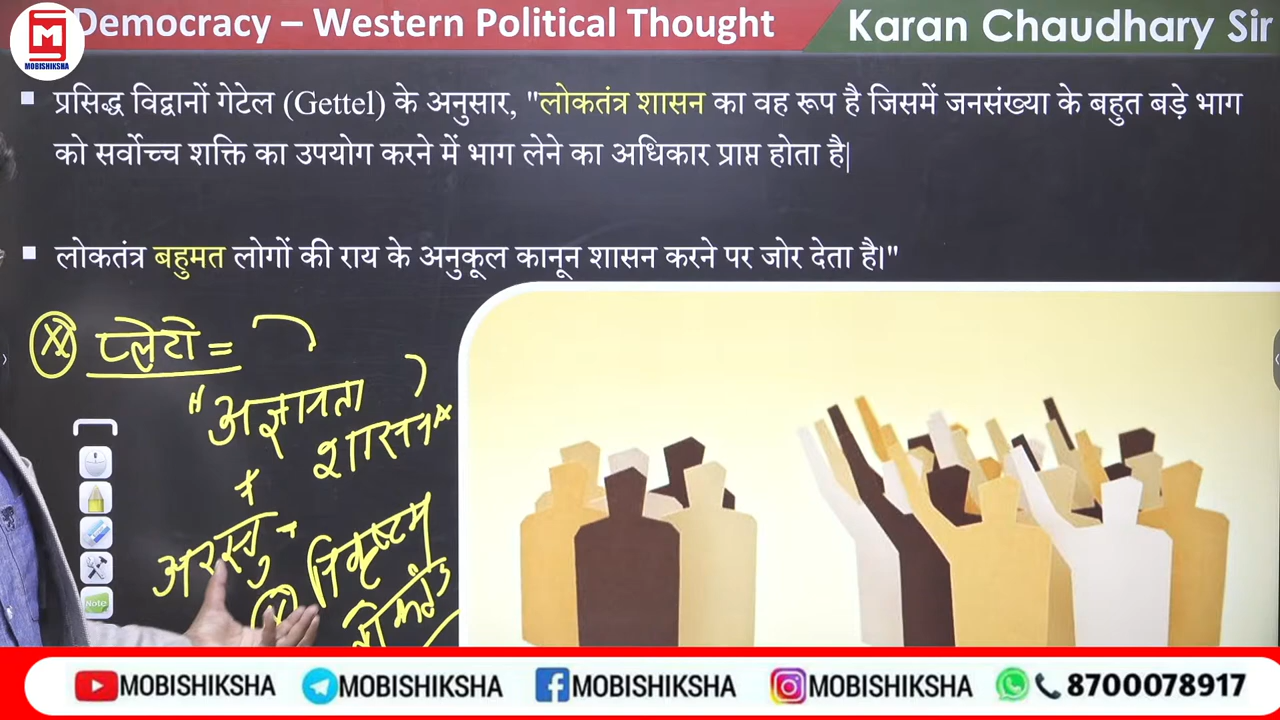 Democracy – Western Political Thought
Karan Chaudhary Sir
MOBISHIKSHA
▪ प्रसिद्ध विद्वानों गेटेल (Gettel) के अनुसार, "लोकतंत्र शासन का वह रूप है जिसमें जनसंख्या के बहुत बड़े भाग
को सर्वोच्च शक्ति का उपयोग करने में भाग लेने का अधिकार प्राप्त होता है|
▪ लोकतंत्र बहुमत लोगों की राय के अनुकूल कानून शासन करने पर जोर देता है।"
प्लेटो =
"अज्ञानता
शासन"
अरस्तु -
निकृष्टम
Note
MOBISHIKSHA MOBISHIKSHA MOBISHIKSHA MOBISHIKSHA 8700078917